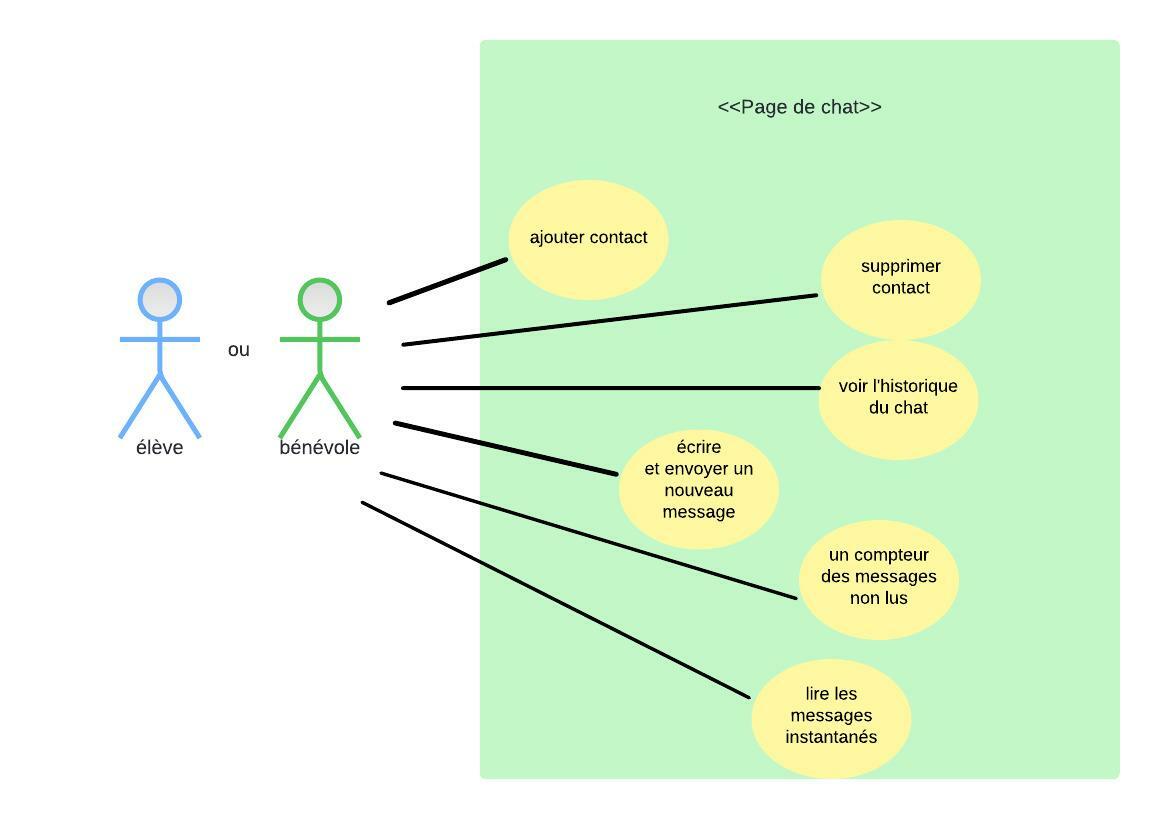 <<Page de chat>>
ajouter contact
supprimer
contact
ou
voir l'historique
du chat
élève
bénévole
écrire
et envoyer un
nouveau
message
un compteur
des messages
non lus
lire les
messages
instantanés